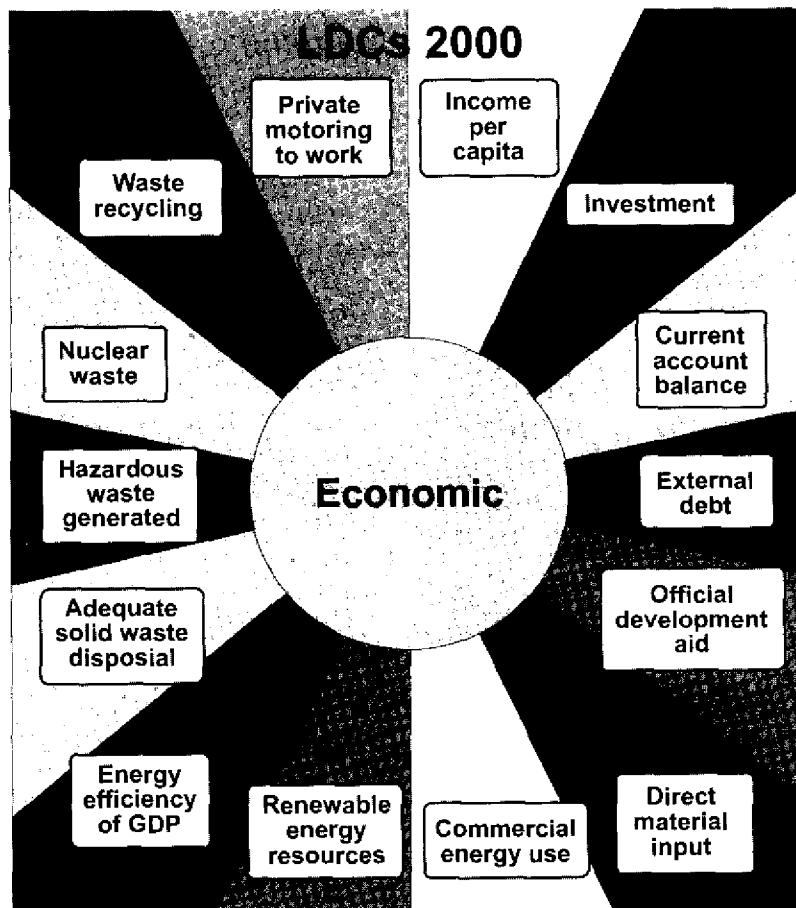 LDCs 2000
Private
motoring
to work
Income
per
capita
Waste
recycling
Investment
Nuclear
waste
Current
account
balance
Hazardous
waste
generated
Economic
External
debt
Adequate
solid waste
disposial
Official
development
aid
Energy
efficiency
of GDP
Renewable
energy
resources
Commercial
energy use
Direct
material
input